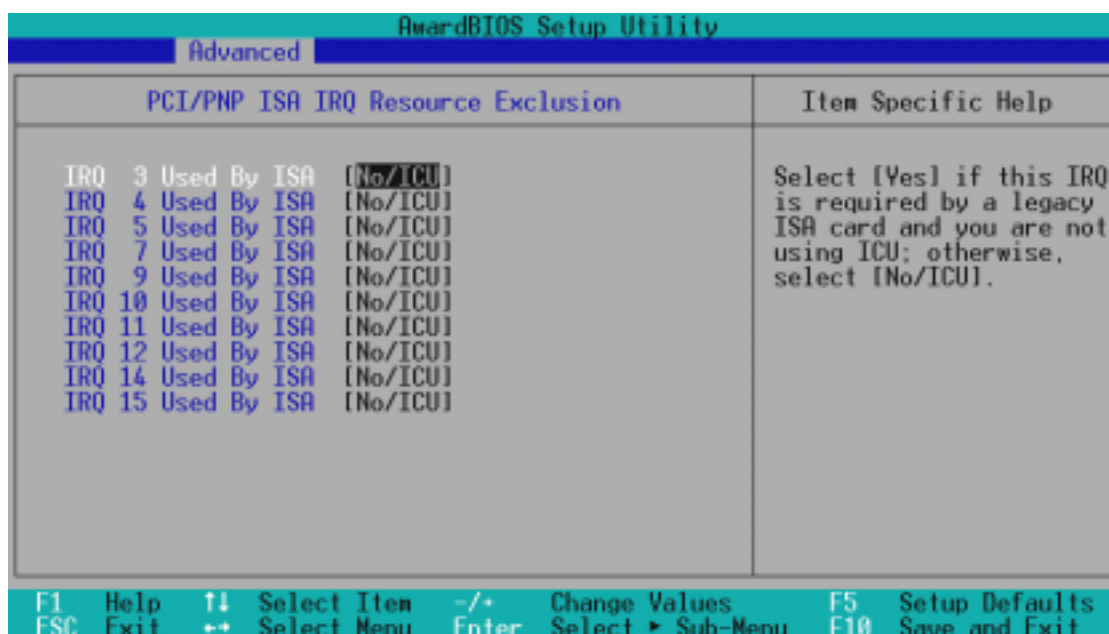 AwardBIOS Setup Utility
Advanced
PCI/PNP ISA IRQ Resource Exclusion
Item Specific Help
IRQ 3 Used By ISA [No/ICU]
IRQ 4 Used By ISA [No/ICU]
IRQ 5 Used By ISA [No/ICU]
IRQ 7 Used By ISA [No/ICU]
IRQ 9 Used By ISA [No/ICU]
IRQ 10 Used By ISA [No/ICU]
IRQ 11 Used By ISA [No/ICU]
IRQ 12 Used By ISA [No/ICU]
IRQ 14 Used By ISA [No/ICU]
IRQ 15 Used By ISA [No/ICU]
Select [Yes] if this IRQ
is required by a legacy
ISA card and you are not
using ICU; otherwise,
select [No/ICU].
F1 Help ↑↓ Select Item -/+ Change Values F5 Setup Defaults
ESC Exit ←→ Select Menu Enter Select ► Sub-Menu F10 Save and Exit